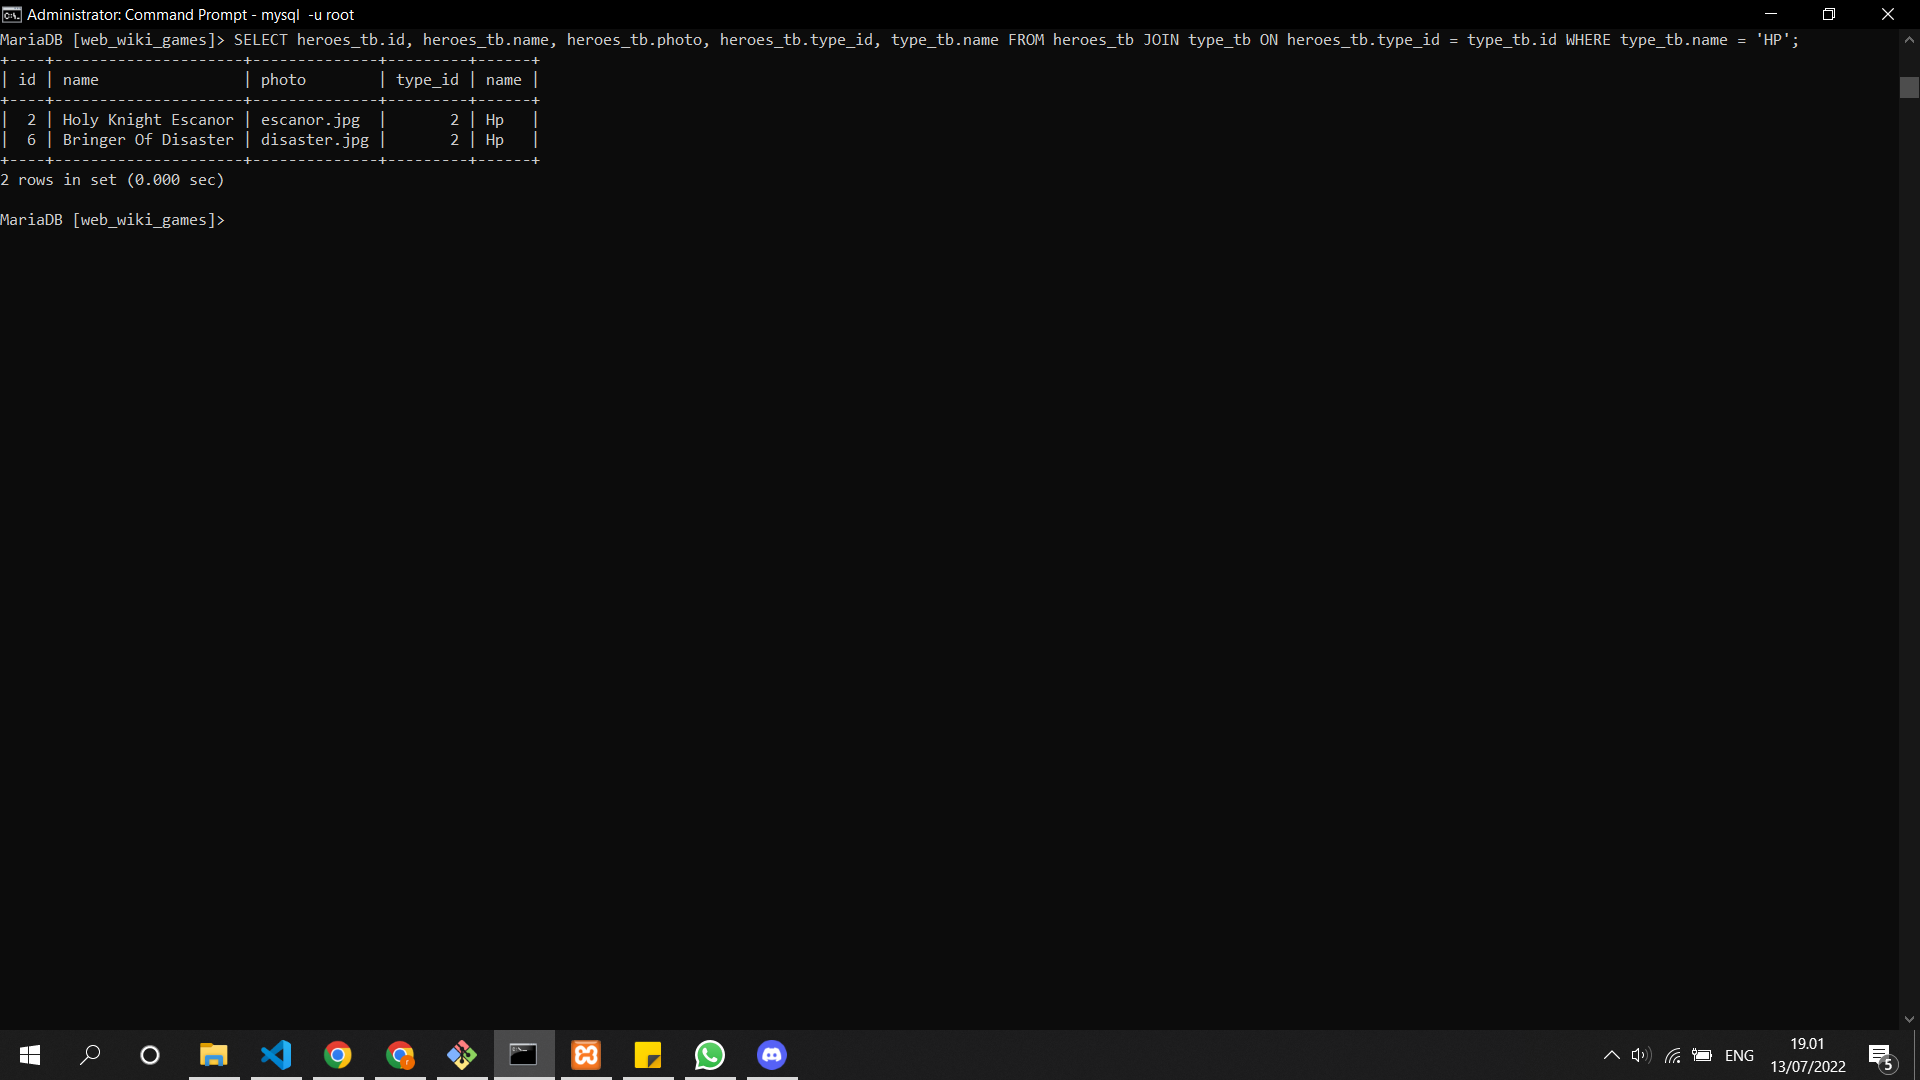 Administrator: Command Prompt - mysql  -u root
MariaDB [web_wiki_games]> SELECT heroes_tb.id, heroes_tb.name, heroes_tb.photo, heroes_tb.type_id, type_tb.name FROM heroes_tb JOIN type_tb ON heroes_tb.type_id = type_tb.id WHERE type_tb.name = 'HP';
+----+---------------------+--------------+---------+------+
| id | name                | photo        | type_id | name |
+----+---------------------+--------------+---------+------+
|  2 | Holy Knight Escanor | escanor.jpg  |       2 | Hp   |
|  6 | Bringer Of Disaster | disaster.jpg |       2 | Hp   |
+----+---------------------+--------------+---------+------+
2 rows in set (0.000 sec)
MariaDB [web_wiki_games]>
ENG
19.01
13/07/2022
5